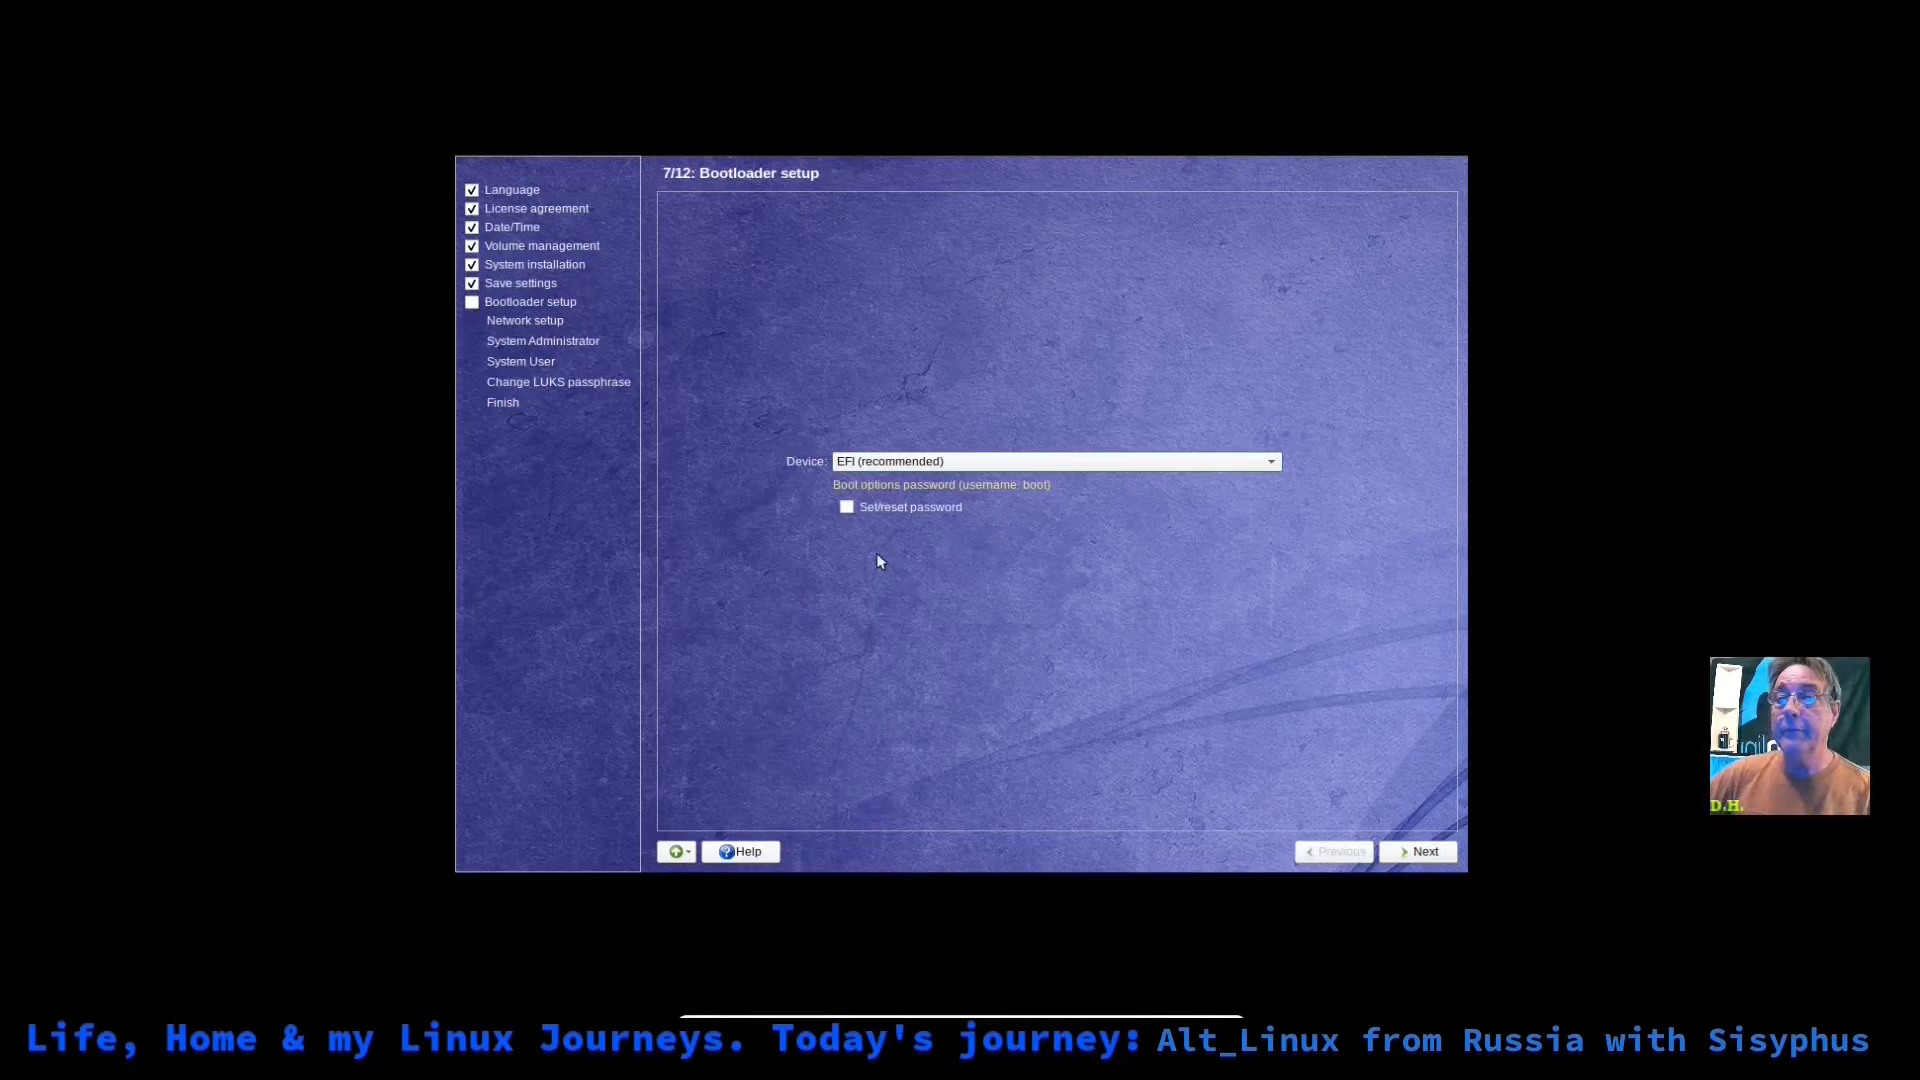 7/12: Bootloader setup
Language
License agreement
Date/Time
Volume management
System installation
Save settings
Bootloader setup
Network setup
System Administrator
System User
Change LUKS passphrase
Finish
Device: EFI (recommended)
Boot options password (username: boot)
Set/reset password
Help
Previous
Next
D.H.
Life, Home & my Linux Journeys. Today's journey: Alt_Linux from Russia with Sisyphus